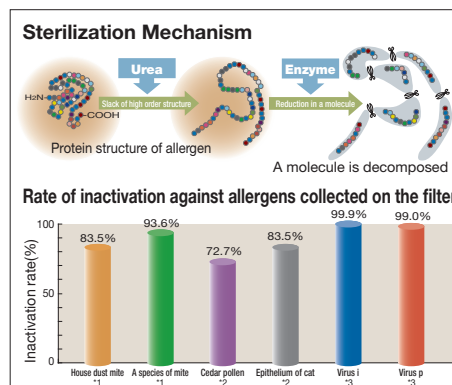 Sterilization Mechanism
Urea
Enzyme
H2N-
-COOH
Slack of high order structure
Reduction in a molecule
Protein structure of allergen
A molecule is decomposed
Rate of inactivation against allergens collected on the filter
Inactivation rate(%)
100
50
0
83.5%
93.6%
72.7%
83.5%
99.9%
99.0%
House dust mite
A species of mite
Cedar pollen
Epithelium of cat
Virus i
Virus p
*1
*1
*2
*2
*3
*3